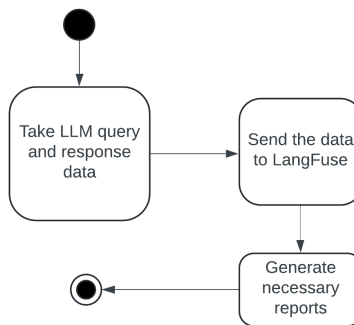 Take LLM query
and response
data
Send the data
to LangFuse
Generate
necessary
reports